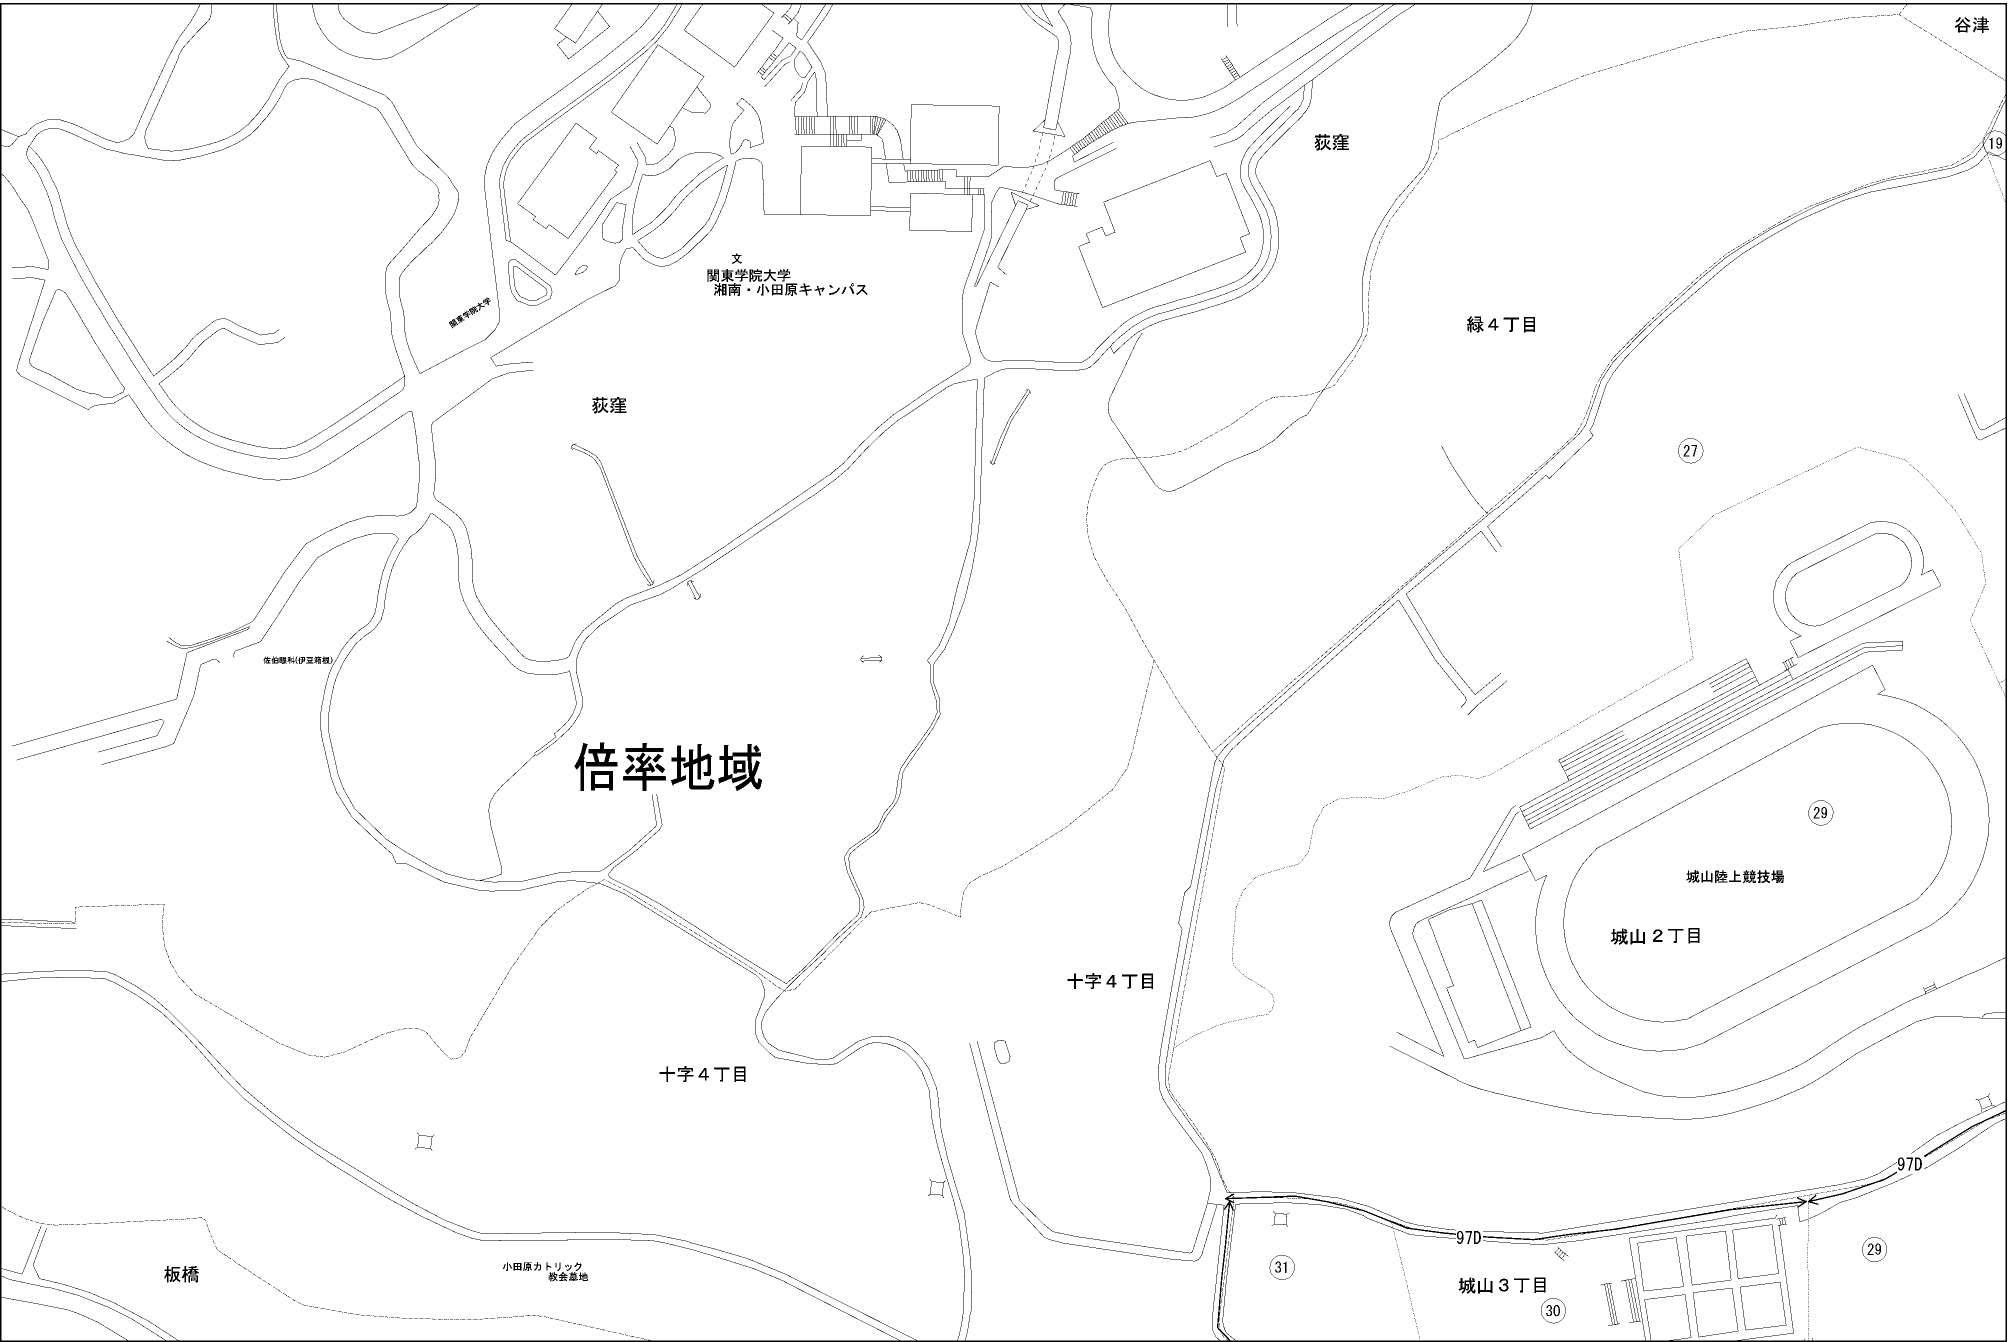 谷津
荻窪
19
文
関東学院大学
湘南・小田原キャンパス
関東学院大学
緑４丁目
荻窪
27
佐伯眼科(伊豆箱根)
倍率地域
29
城山陸上競技場
城山２丁目
十字４丁目
十字４丁目
97D
97D
29
31
板橋
小田原カトリック
教会墓地
城山３丁目
30